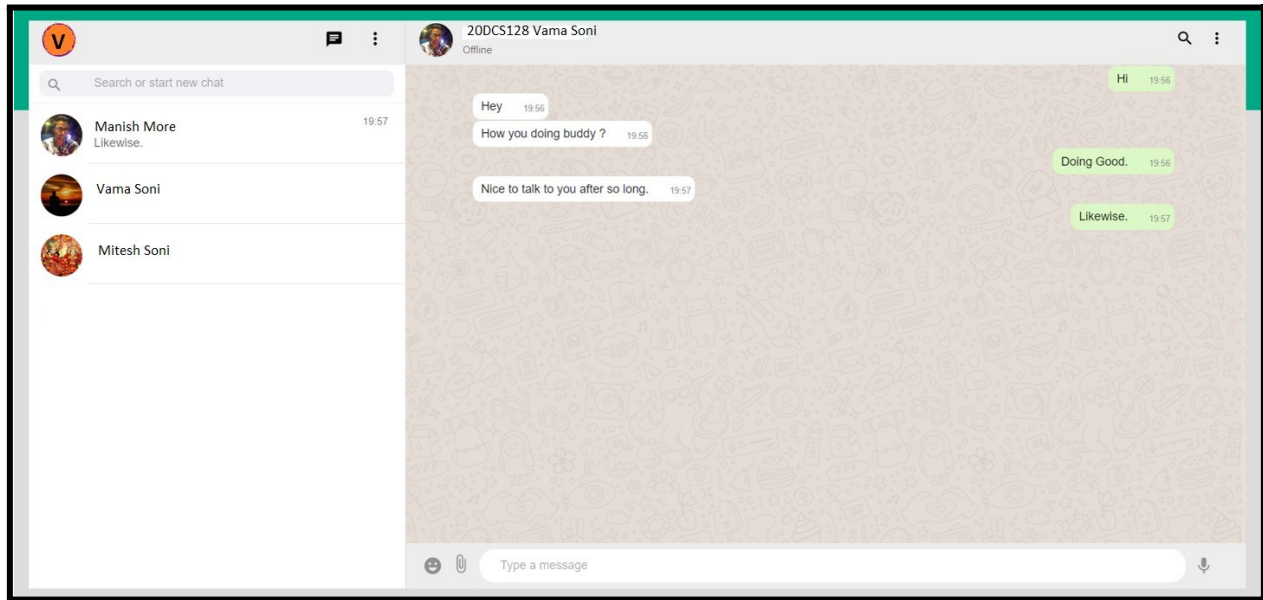 V
Search or start new chat
Manish More
19:57
Likewise.
Vama Soni
Mitesh Soni
20DCS128 Vama Soni
Offline
Hi 19:56
Hey 19:56
How you doing buddy ? 19:56
Doing Good. 19:56
Nice to talk to you after so long. 19:57
Likewise. 19:57
Type a message